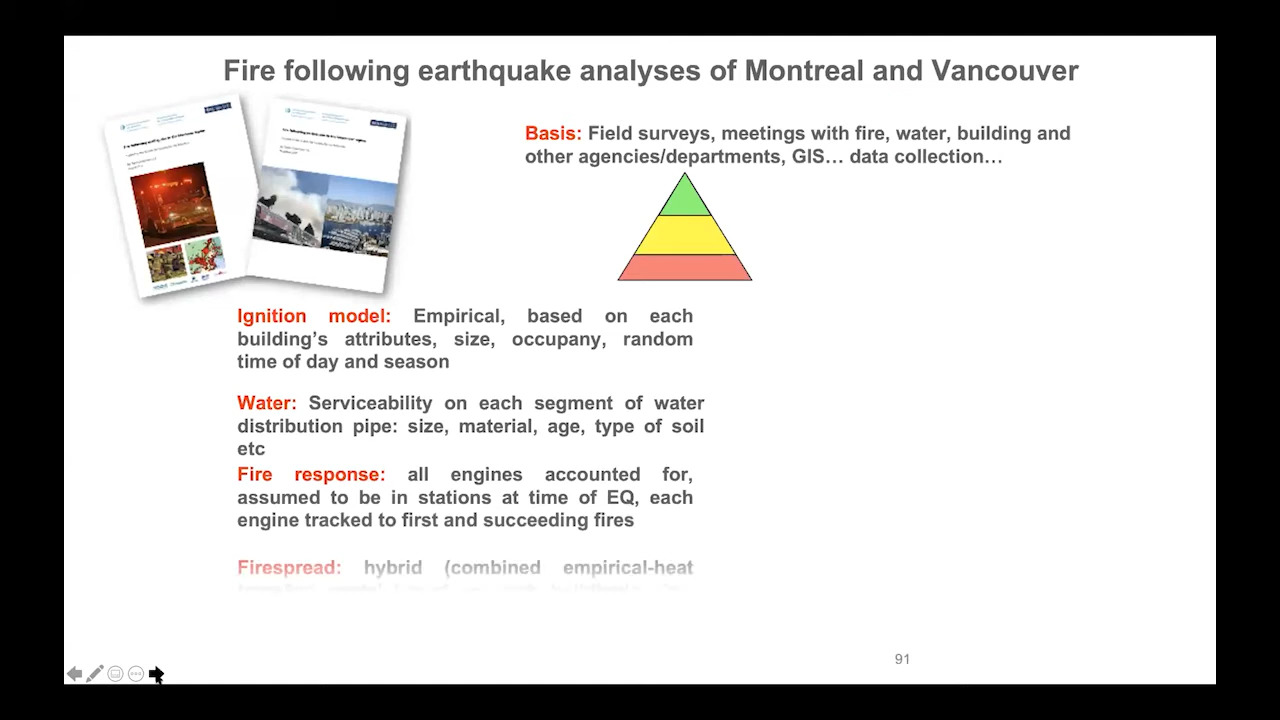 Fire following earthquake analyses of Montreal and Vancouver
Basis: Field surveys, meetings with fire, water, building and
other agencies/departments, GIS… data collection…
Ignition model: Empirical, based on each
building’s attributes, size, occupany, random
time of day and season
Water: Serviceability on each segment of water
distribution pipe: size, material, age, type of soil
etc
Fire response: all engines accounted for,
assumed to be in stations at time of EQ, each
engine tracked to first and succeeding fires
Firespread: hybrid (combined empirical-heat
91